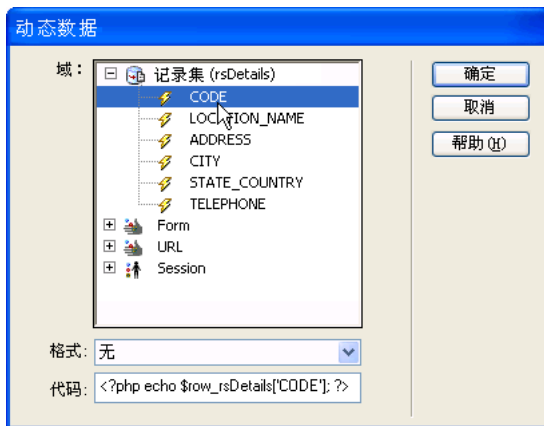 动态数据
域：
记录集 (rsDetails)
CODE
LOCATION_NAME
ADDRESS
CITY
STATE_COUNTRY
TELEPHONE
Form
URL
Session
确定
取消
帮助(H)
格式: 无
代码: <?php echo $row_rsDetails['CODE']; ?>